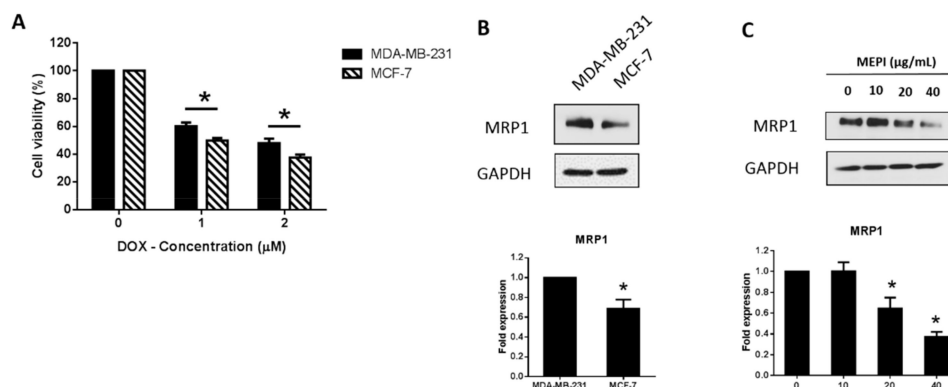 A
Cell viability (%)
120
100
80
60
40
20
0
*
*
MDA-MB-231
MCF-7
0 1 2
DOX - Concentration (µM)
B
MDA-MB-231
MCF-7
MRP1
GAPDH
MRP1
Fold expression
1.2
1.0
0.8
0.6
0.4
0.2
0.0
*
MDA-MB-231 MCF-7
C
MEPI (µg/mL)
0 10 20 40
MRP1
GAPDH
MRP1
Fold expression
1.2
1.0
0.8
0.6
0.4
0.2
0.0
*
*
0 10 20 40